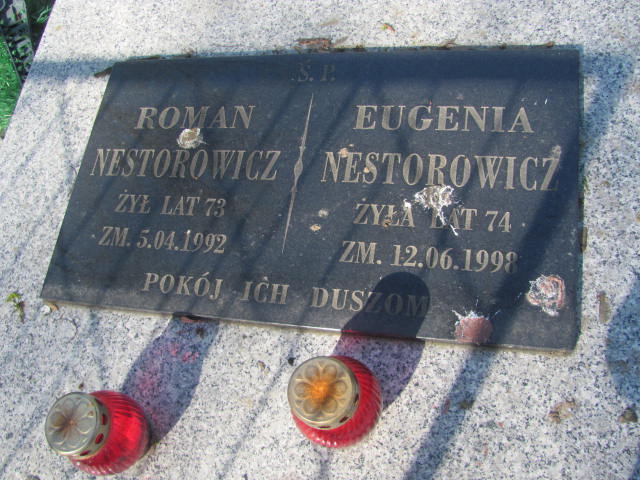 Ś. P.
ROMAN
NESTOROWICZ
ŻYŁ LAT 73
ZM. 5.04.1992
EUGENIA
NESTOROWICZ
ŻYŁA LAT 74
ZM. 12.06.1998
POKÓJ ICH DUSZOM